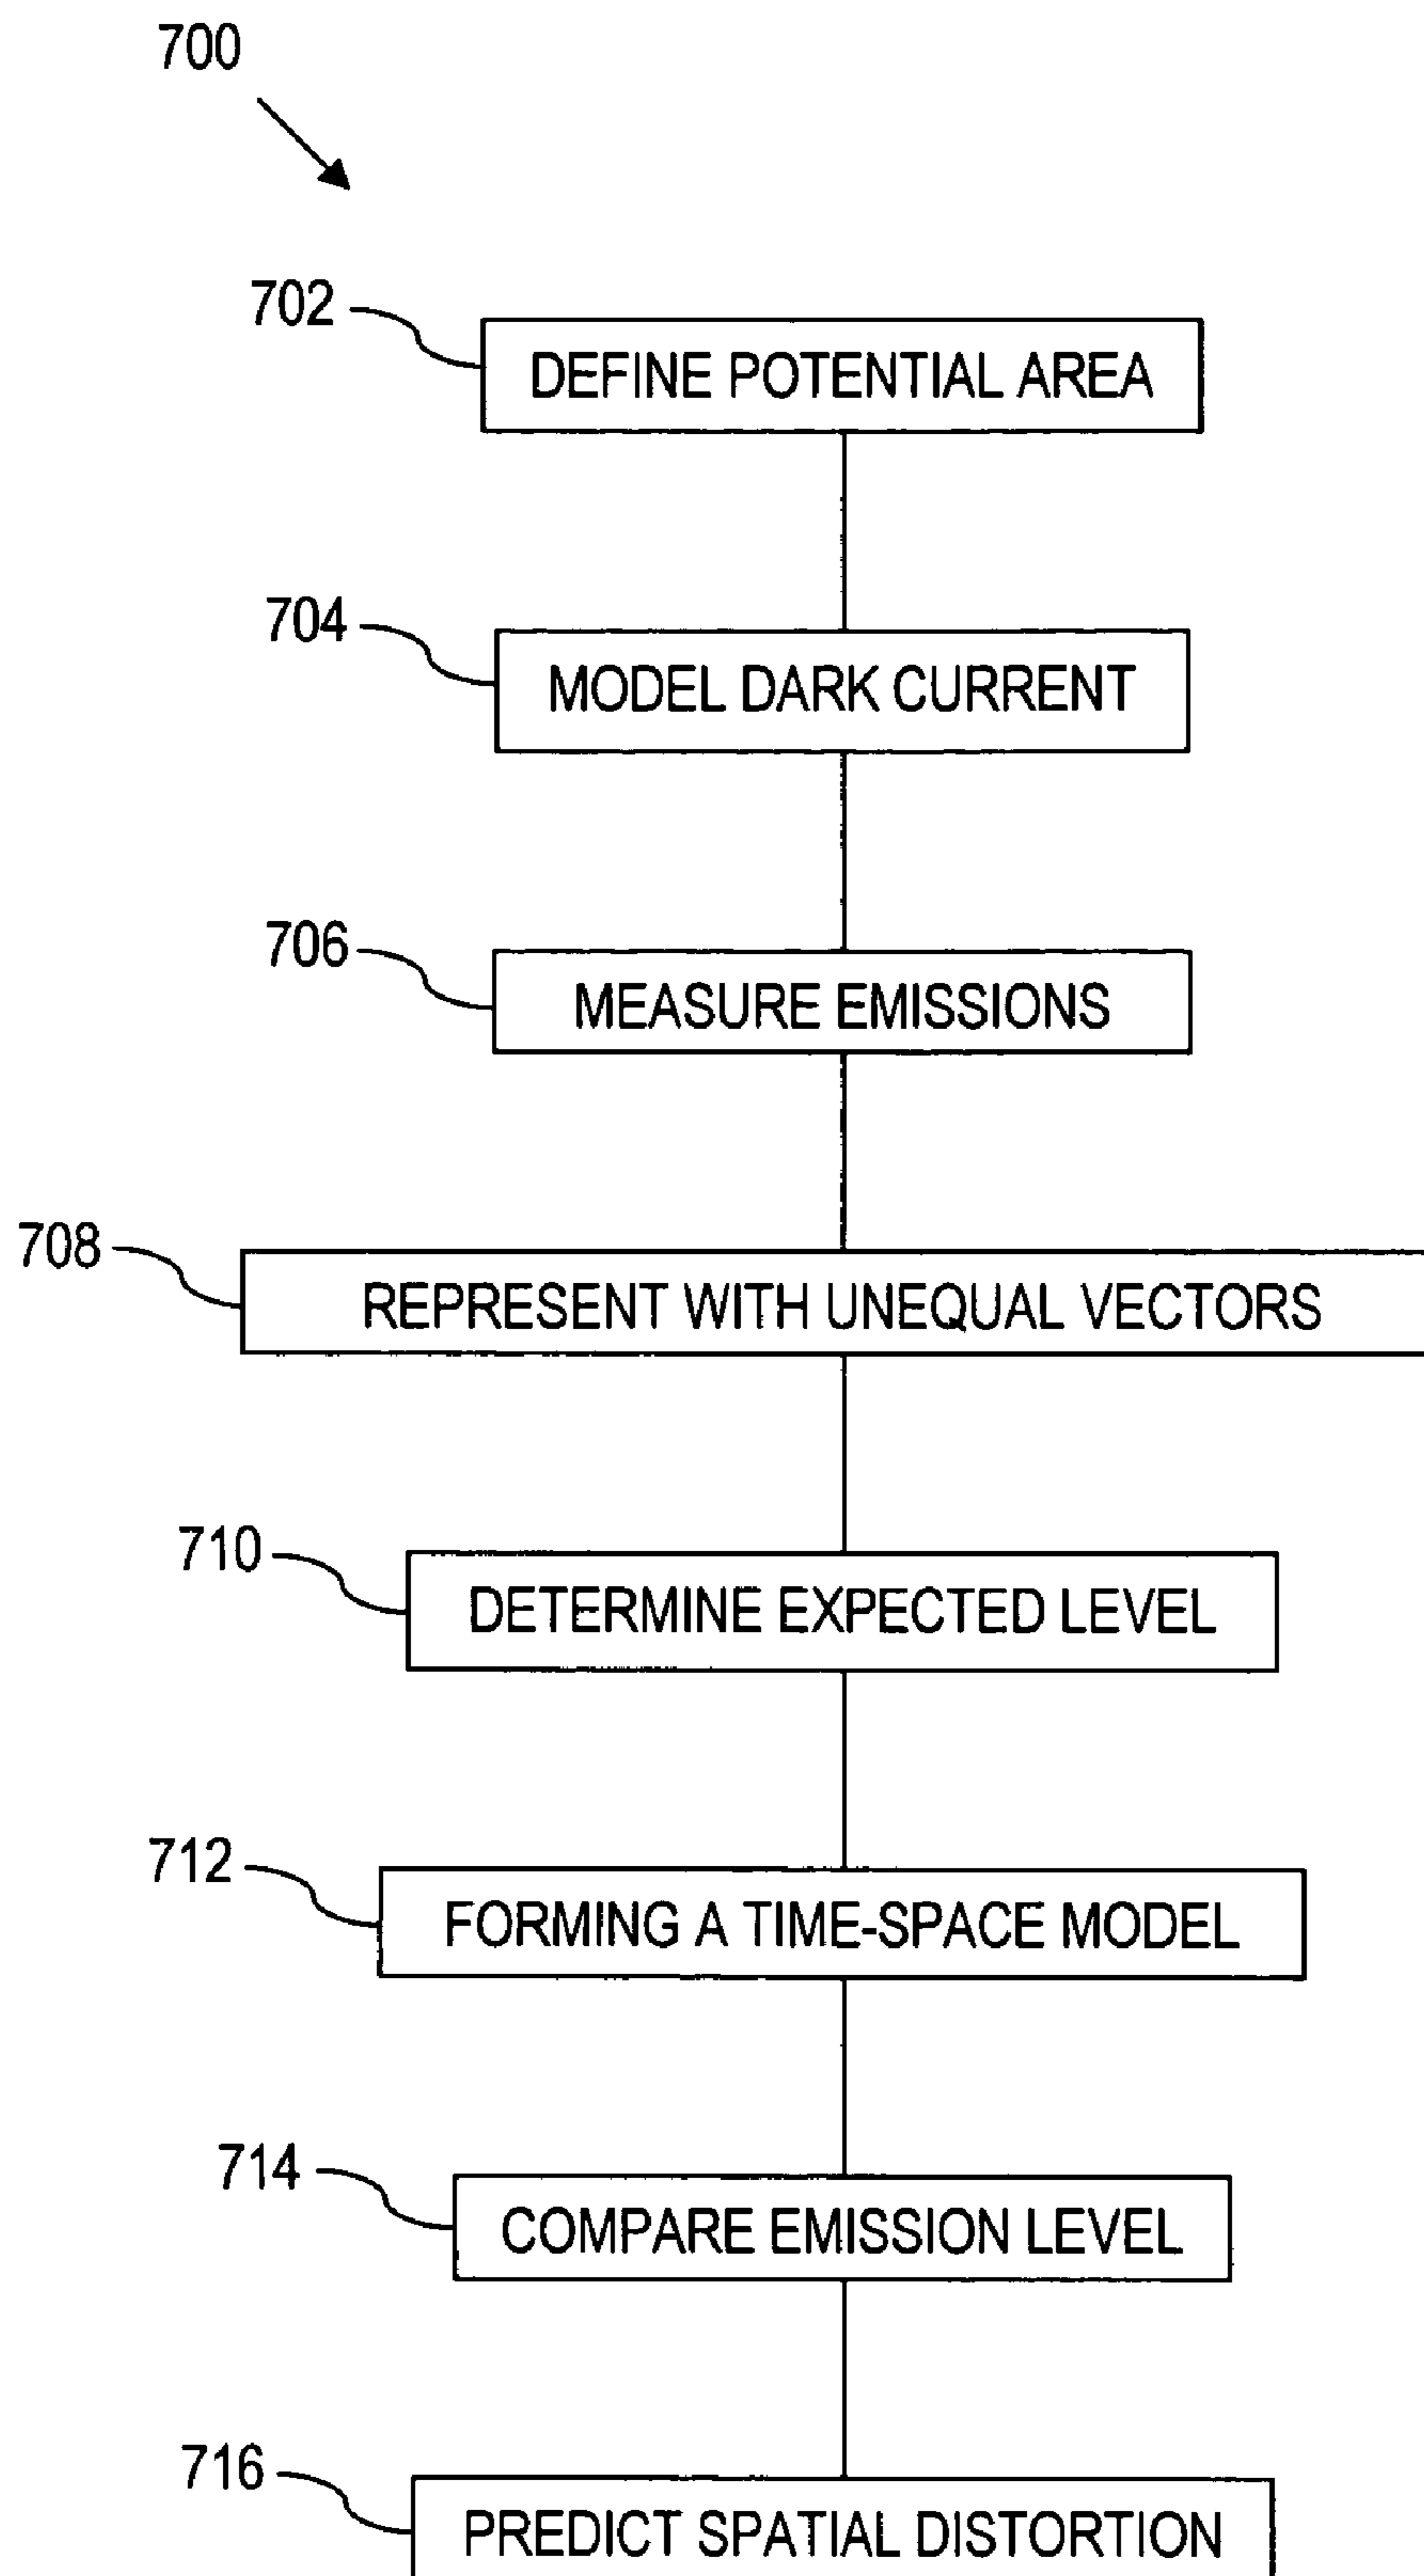 700
702
DEFINE POTENTIAL AREA
704
MODEL DARK CURRENT
706
MEASURE EMISSIONS
708
REPRESENT WITH UNEQUAL VECTORS
710
DETERMINE EXPECTED LEVEL
712
FORMING A TIME-SPACE MODEL
714
COMPARE EMISSION LEVEL
716
PREDICT SPATIAL DISTORTION